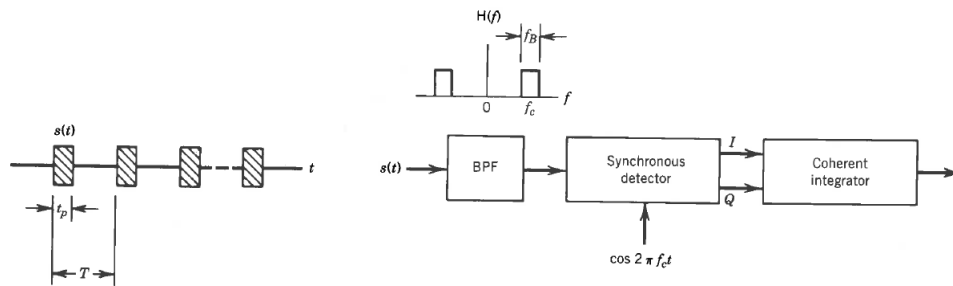 s(t)
t
t_p
T
H(f)
f_B
0
f_c
f
s(t)
BPF
Synchronous
detector
I
Q
Coherent
integrator
cos 2 π f_c t